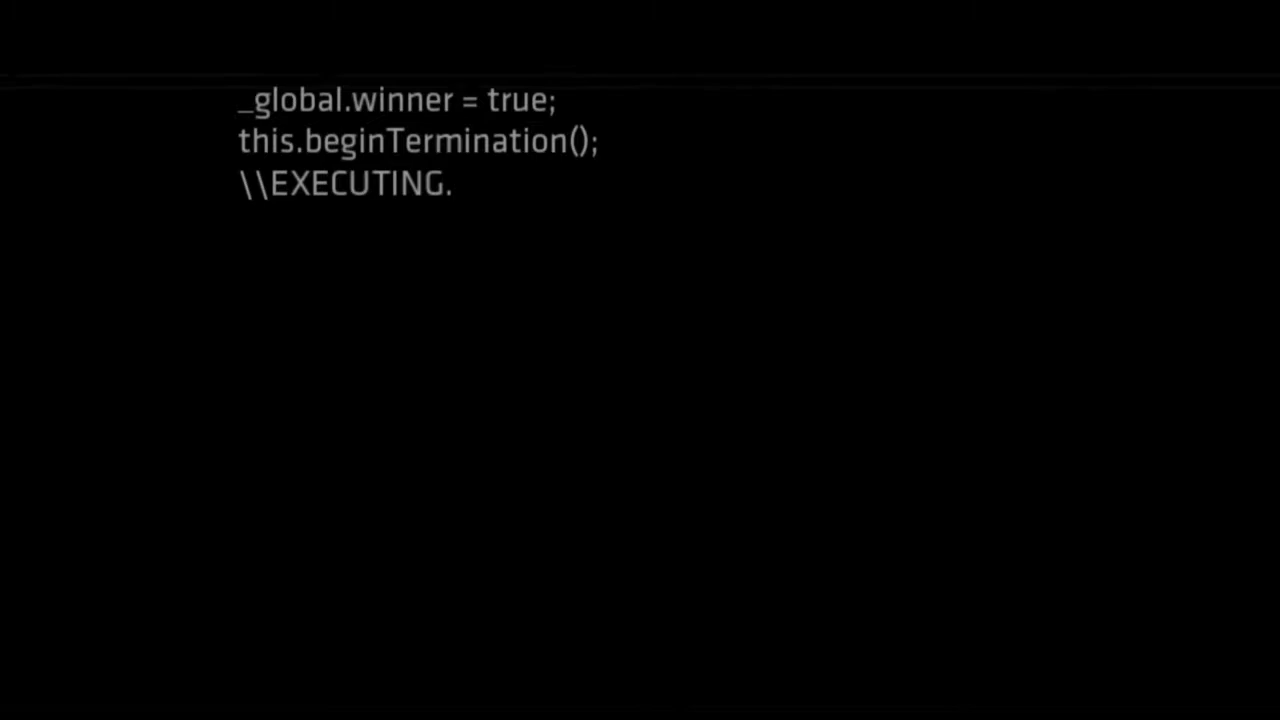 _global.winner = true;
this.beginTermination();
\\EXECUTING.